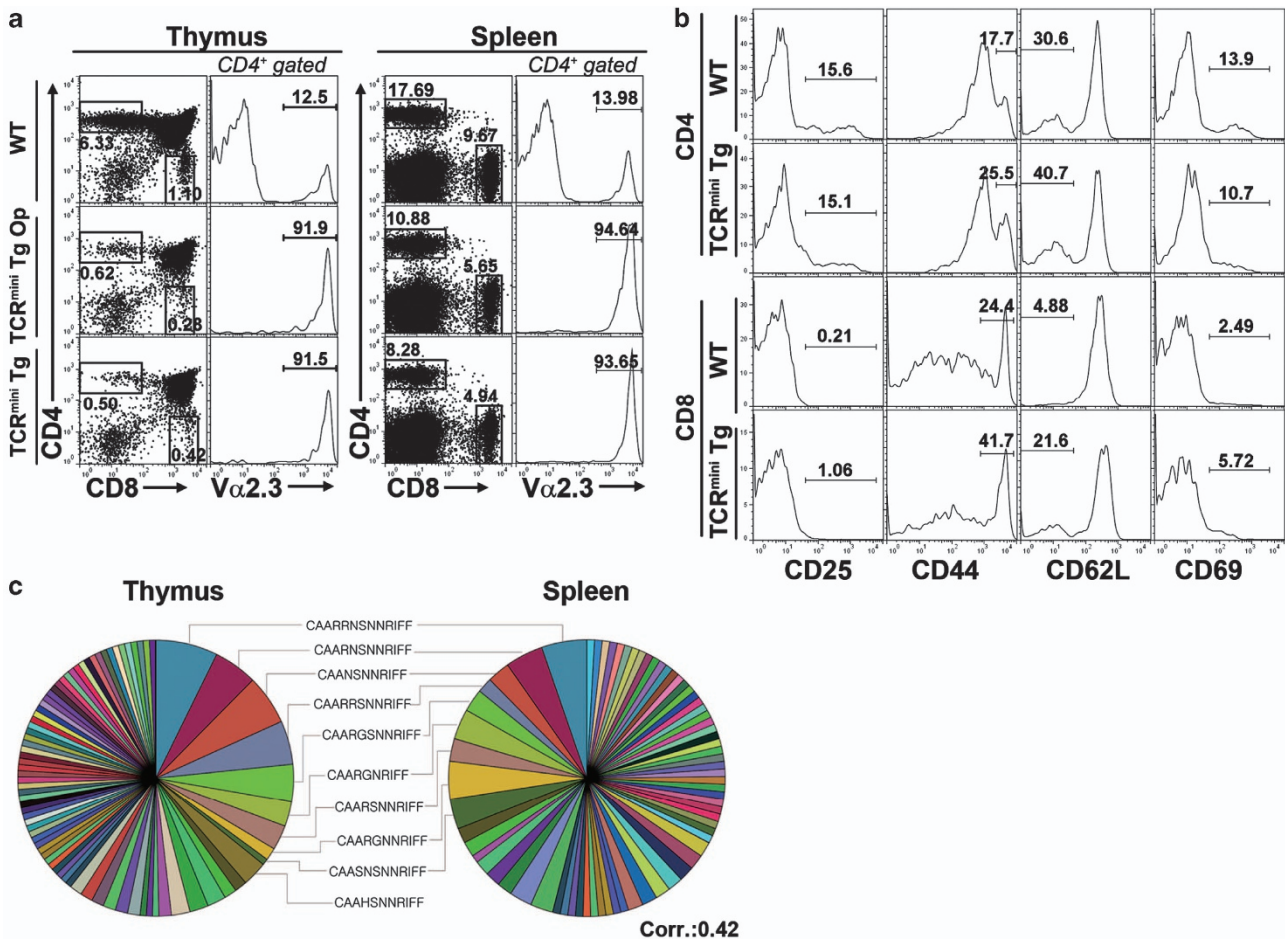 a
Thymus
Spleen
CD4+ gated
CD4+ gated
WT
6.33
1.10
12.5
17.69
9.67
13.98
TCRmini Tg Op
0.62
0.28
91.9
10.88
5.65
94.64
TCRmini Tg
0.50
0.42
91.5
8.28
4.94
93.65
CD4
CD4
CD8
Vα2.3
CD8
Vα2.3
b
CD4
WT
15.6
17.7
30.6
13.9
TCRmini Tg
15.1
25.5
40.7
10.7
CD8
WT
0.21
24.4
4.88
2.49
TCRmini Tg
1.06
41.7
21.6
5.72
CD25
CD44
CD62L
CD69
c
Thymus
Spleen
CAARRNSNNRIFF
CAARNSNNRIFF
CAANSNNRIFF
CAARRSNNRIFF
CAARGSNNRIFF
CAARGNRIFF
CAARSNNRIFF
CAARGNNRIFF
CAASNSNNRIFF
CAAHSNNRIFF
Corr.:0.42